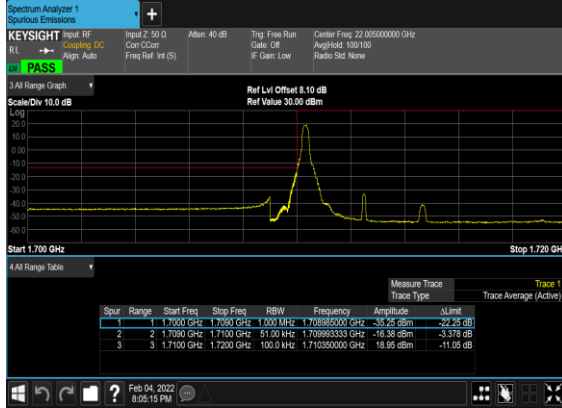 Spectrum Analyzer 1
Spurious Emissions
+
KEYSIGHT Input: RF Input Z: 50 Ω Atten: 40 dB Trig: Free Run Center Freq: 22.005000000 GHz
RL Coupling: DC Corr CCorr Gate: Off Avg|Hold: 100/100
Align: Auto Freq Ref: Int (S) IF Gain: Low Radio Std: None
PASS
3 All Range Graph
Ref Lvl Offset 8.10 dB
Scale/Div 10.0 dB Ref Value 30.00 dBm
Log
20.0
10.0
0.00
-10.0
-20.0
-30.0
-40.0
-50.0
-60.0
Start 1.700 GHz Stop 1.720 GH
4 All Range Table
Measure Trace Trace 1
Trace Type Trace Average (Active)
Spur Range Start Freq Stop Freq RBW Frequency Amplitude ΔLimit
1 1 1.7000 GHz 1.7090 GHz 1.000 MHz 1.708985000 GHz -35.25 dBm -22.25 dB
2 2 1.7090 GHz 1.7100 GHz 51.00 kHz 1.709993333 GHz -16.38 dBm -3.378 dB
3 3 1.7100 GHz 1.7200 GHz 100.0 kHz 1.710350000 GHz 18.95 dBm -11.05 dB
? Feb 04, 2022
8:05:15 PM